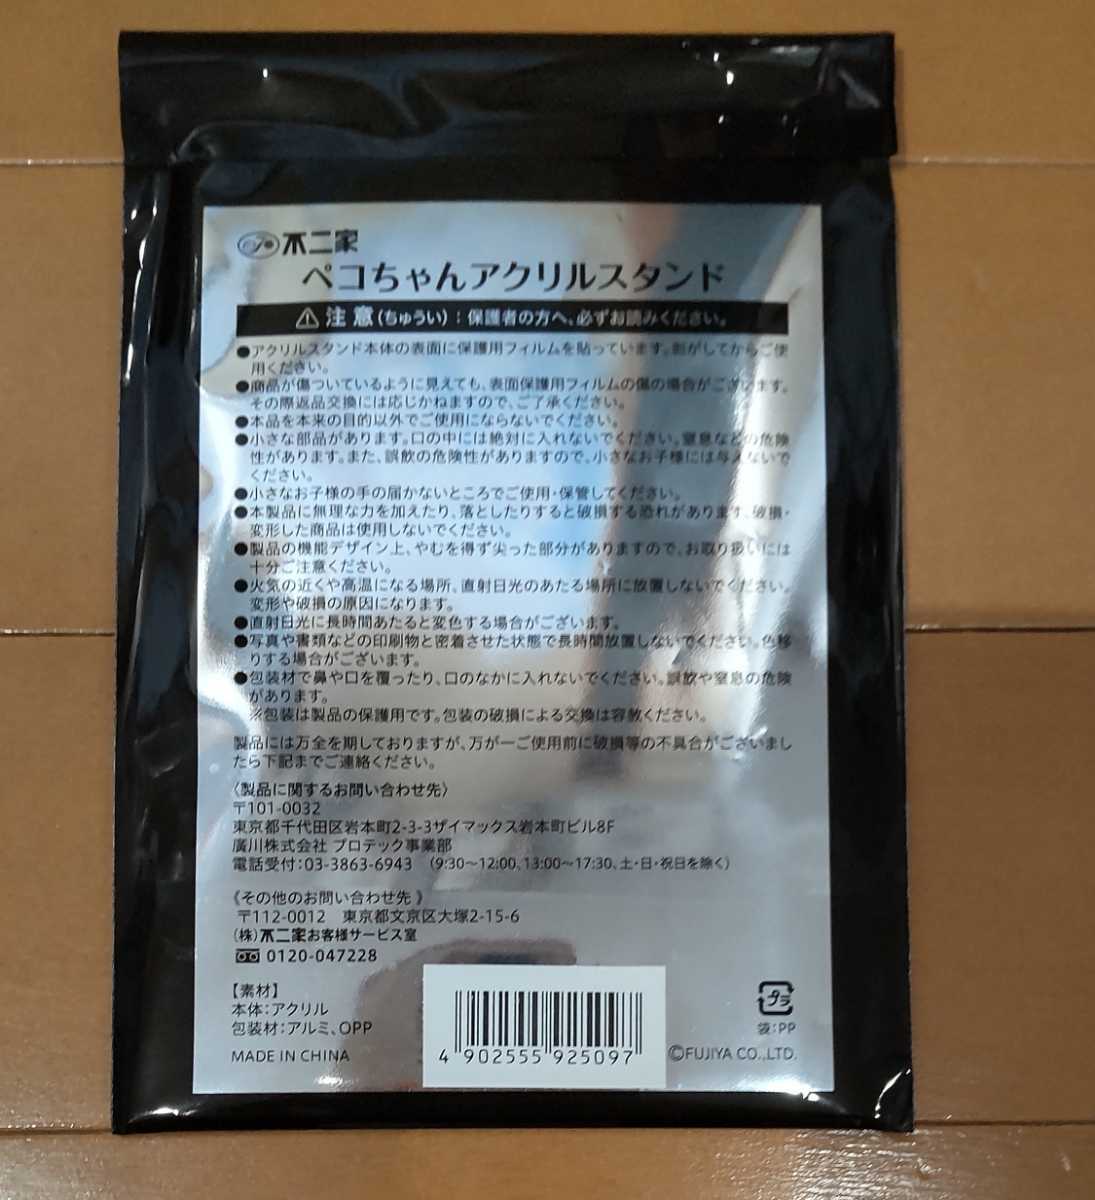 不二家
ペコちゃんアクリルスタンド
注意(ちゅうい):保護者の方へ、必ずお読みください。
●アクリルスタンド本体の表面に保護用フィルムを貼っています。剥がしてからご使
用ください。
●商品が傷ついているように見えても、表面保護用フィルムの傷の場合がございます。
その際返品交換には応じかねますので、ご了承ください。
●本品を本来の目的以外でご使用にならないでください。
●小さな部品があります。口の中には絶対に入れないでください。窒息などの危険
性があります。また、誤飲の危険性がありますので、小さなお子様には与えないで
ください。
●小さなお子様の手の届かないところでご使用・保管してください。
●本製品に無理な力を加えたり、落としたりすると破損する恐れがあります。破損・
変形した商品は使用しないでください。
●製品の機能デザイン上、やむを得ず尖った部分がありますので、お取り扱いには
十分ご注意ください。
●火気の近くや高温になる場所、直射日光のあたる場所に放置しないでください。
変形や破損の原因になります。
●直射日光に長時間あたると変色する場合がございます。
●写真や書類などの印刷物と密着させた状態で長時間放置しないでください。色移
りする場合がございます。
●包装材で鼻や口を覆ったり、口のなかに入れないでください。誤飲や窒息の危険
があります。
※包装は製品の保護用です。包装の破損による交換は容赦ください。
製品には万全を期しておりますが、万が一ご使用前に破損等の不具合がございまし
たら下記までご連絡ください。
〈製品に関するお問い合わせ先〉
〒101-0032
東京都千代田区岩本町2-3-3ザイマックス岩本町ビル8F
廣川株式会社 プロテック事業部
電話受付:03-3863-6943 (9:30〜12:00、13:00〜17:30、土・日・祝日を除く)
《その他のお問い合わせ先》
〒112-0012 東京都文京区大塚2-15-6
(株)不二家お客様サービス室
0120-047228
【素材】
本体:アクリル
包装材:アルミ、OPP
MADE IN CHINA
4 902555 925097
プラ
袋:PP
©FUJIYA CO.,LTD.